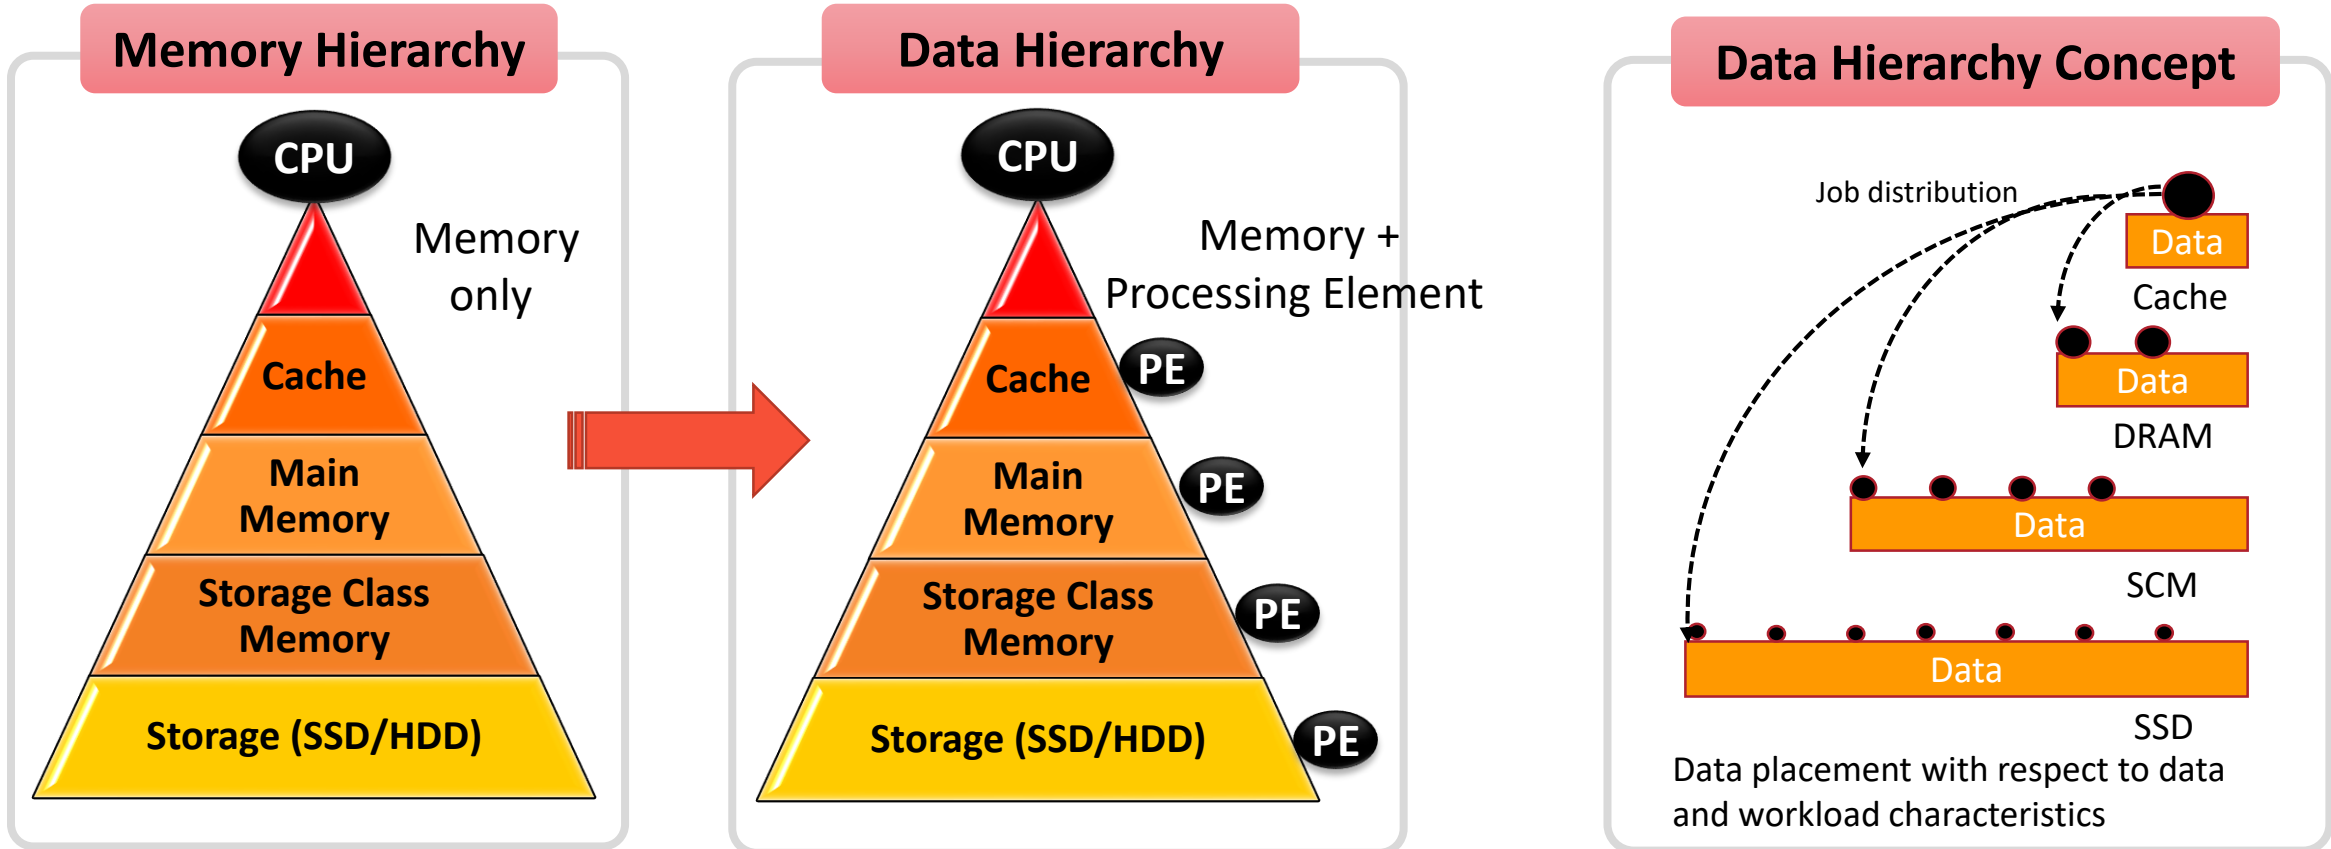 Memory Hierarchy
CPU
Memory
only
Cache
Main
Memory
Storage Class
Memory
Storage (SSD/HDD)
Data Hierarchy
CPU
Memory +
Processing Element
Cache
PE
Main
Memory
PE
Storage Class
Memory
PE
Storage (SSD/HDD)
PE
Data Hierarchy Concept
Job distribution
Data
Cache
Data
DRAM
Data
SCM
Data
SSD
Data placement with respect to data
and workload characteristics